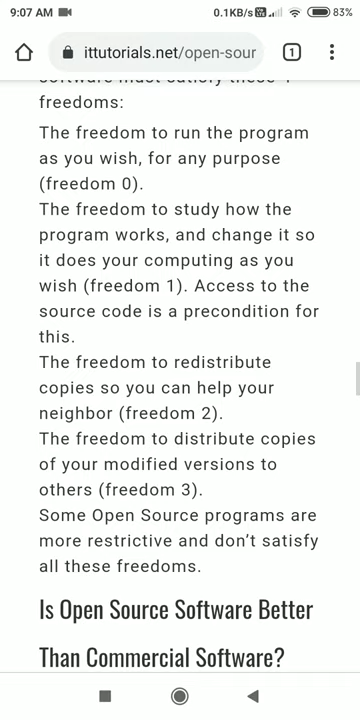 9:07 AM
0.1KB/s
83%
ittutorials.net/open-sour
1
freedoms:
The freedom to run the program
as you wish, for any purpose
(freedom 0).
The freedom to study how the
program works, and change it so
it does your computing as you
wish (freedom 1). Access to the
source code is a precondition for
this.
The freedom to redistribute
copies so you can help your
neighbor (freedom 2).
The freedom to distribute copies
of your modified versions to
others (freedom 3).
Some Open Source programs are
more restrictive and don’t satisfy
all these freedoms.
Is Open Source Software Better
Than Commercial Software?